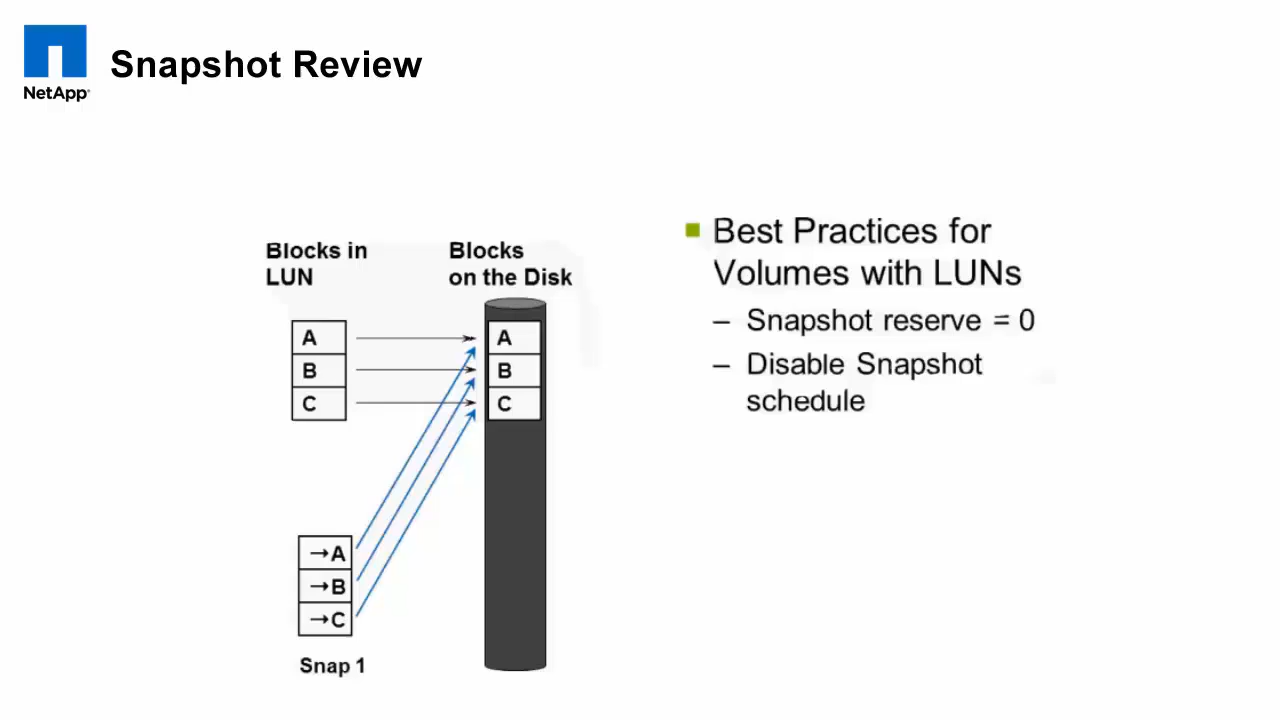 NetApp
Snapshot Review
Blocks in
LUN
Blocks
on the Disk
A
B
C
A
B
C
→A
→B
→C
Snap 1
Best Practices for
Volumes with LUNs
– Snapshot reserve = 0
– Disable Snapshot
schedule